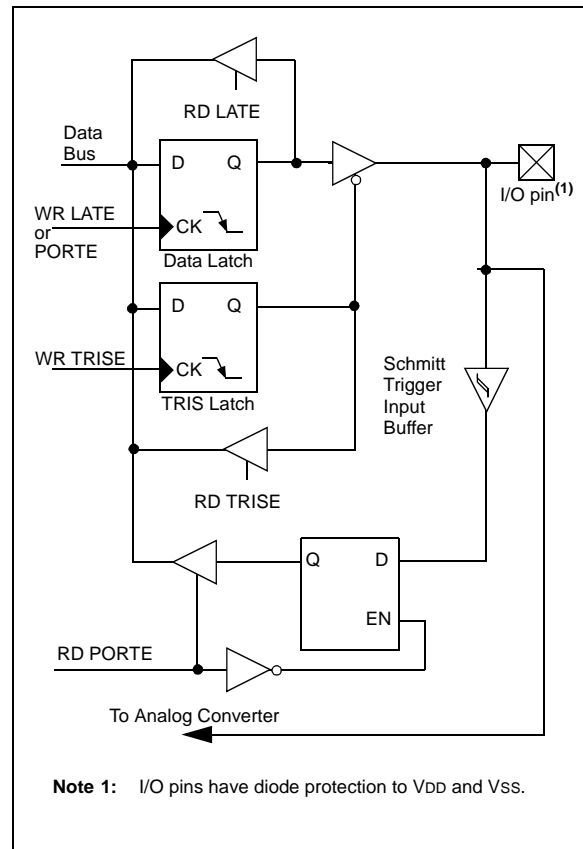 RD LATE
Data
Bus
D Q
I/O pin(1)
WR LATE
or
PORTE
CK
Data Latch
D Q
WR TRISE
CK
TRIS Latch
Schmitt
Trigger
Input
Buffer
RD TRISE
Q D
EN
RD PORTE
To Analog Converter
Note 1: I/O pins have diode protection to VDD and VSS.